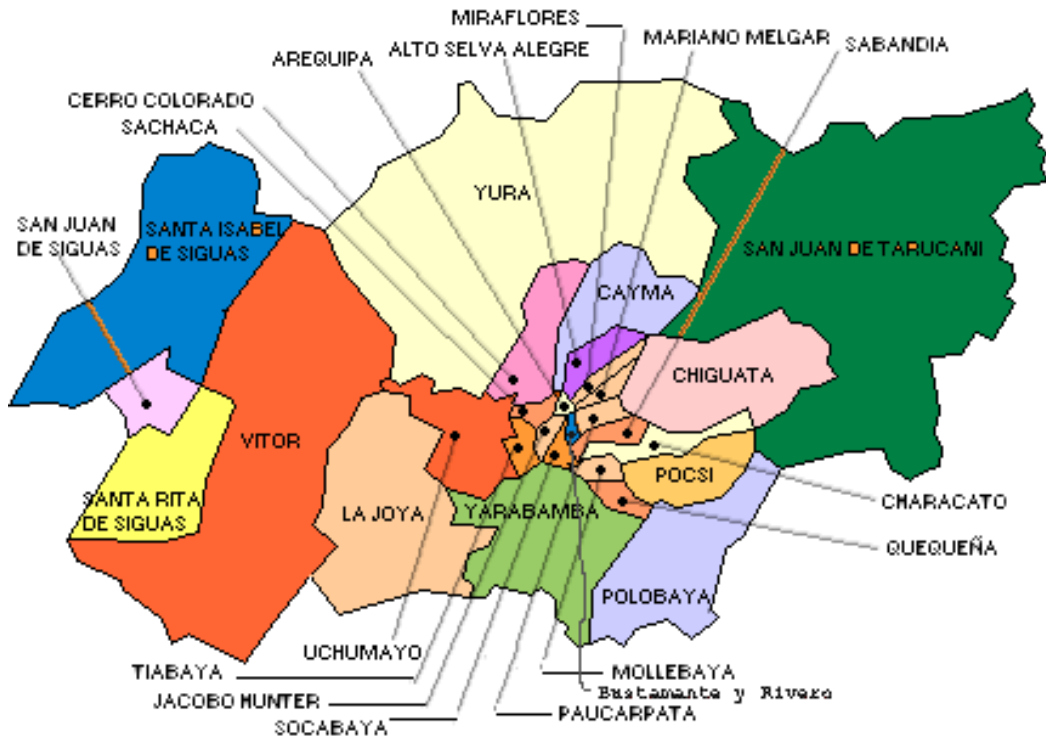 MIRAFLORES
ALTO SELVA ALEGRE
MARIANO MELGAR
SABANDIA
AREQUIPA
CERRO COLORADO
SACHACA
YURA
SAN JUAN
DE SIGUAS
SANTA ISABEL
DE SIGUAS
SAN JUAN DE TARUCANI
CAYMA
CHIGUATA
VITOR
POCSI
SANTA RITA
DE SIGUAS
LA JOYA
YARABAMBA
CHARACATO
QUEQUEÑA
POLOBAYA
UCHUMAYO
TIABAYA
MOLLEBAYA
JACOBO HUNTER
Bustamante y Rivero
PAUCARPATA
SOCABAYA